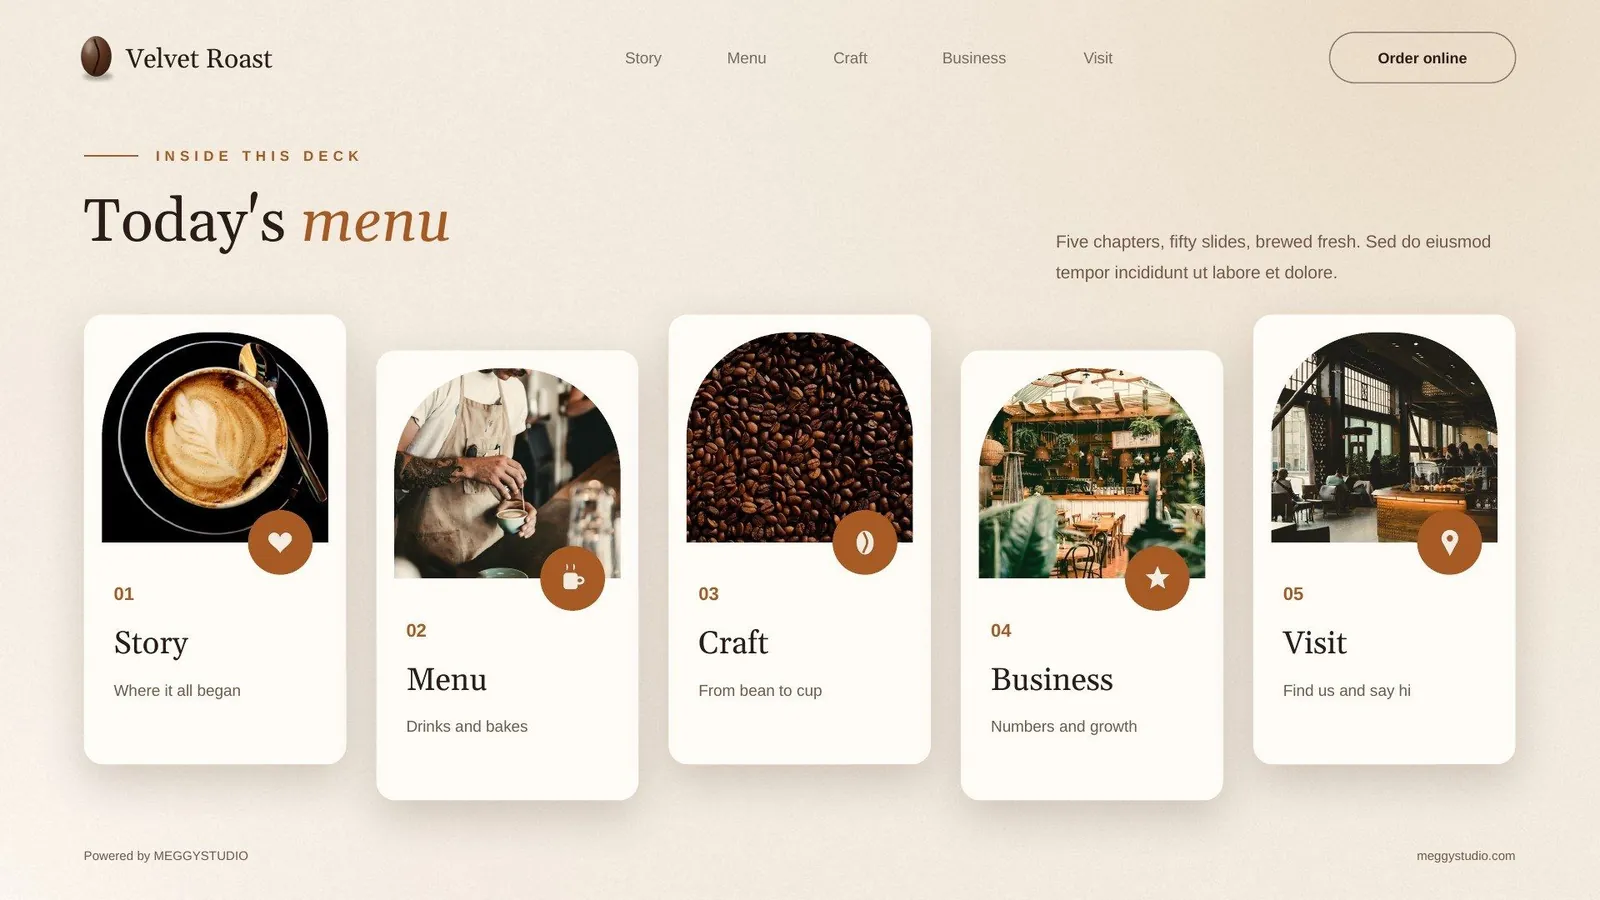 Velvet Roast
Story
Menu
Craft
Business
Visit
Order online
INSIDE THIS DECK
Today's menu
Five chapters, fifty slides, brewed fresh. Sed do eiusmod
tempor incididunt ut labore et dolore.
01
Story
Where it all began
02
Menu
Drinks and bakes
03
Craft
From bean to cup
04
Business
Numbers and growth
05
Visit
Find us and say hi
Powered by MEGGYSTUDIO
meggystudio.com